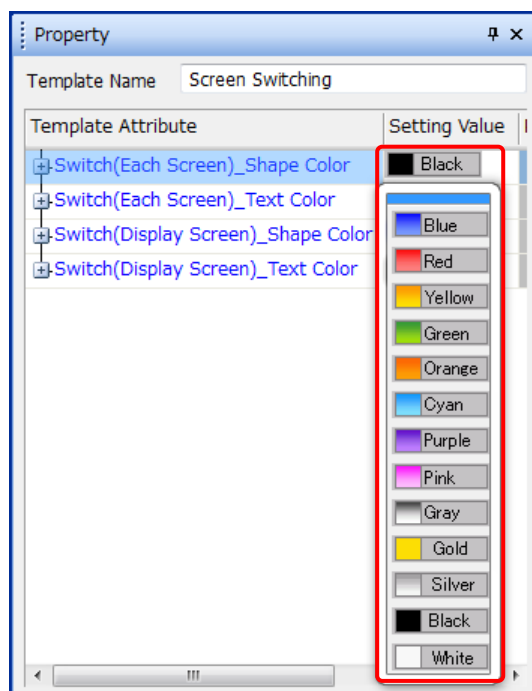 Property
Template Name Screen Switching
Template Attribute Setting Value
Switch(Each Screen)_Shape Color Black
Switch(Each Screen)_Text Color
Switch(Display Screen)_Shape Color
Switch(Display Screen)_Text Color
Blue
Red
Yellow
Green
Orange
Cyan
Purple
Pink
Gray
Gold
Silver
Black
White